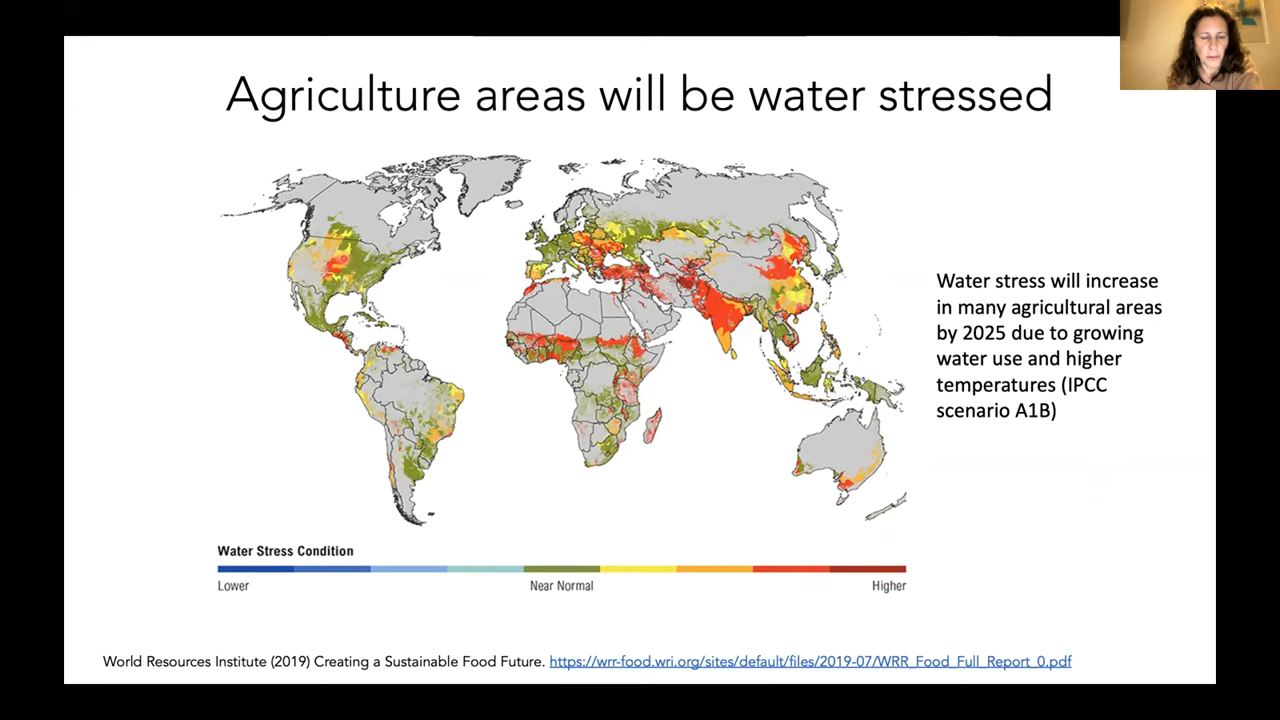 Agriculture areas will be water stressed
Water stress will increase
in many agricultural areas
by 2025 due to growing
water use and higher
temperatures (IPCC
scenario A1B)
Water Stress Condition
Lower
Near Normal
Higher
World Resources Institute (2019) Creating a Sustainable Food Future. https://wrr-food.wri.org/sites/default/files/2019-07/WRR_Food_Full_Report_0.pdf